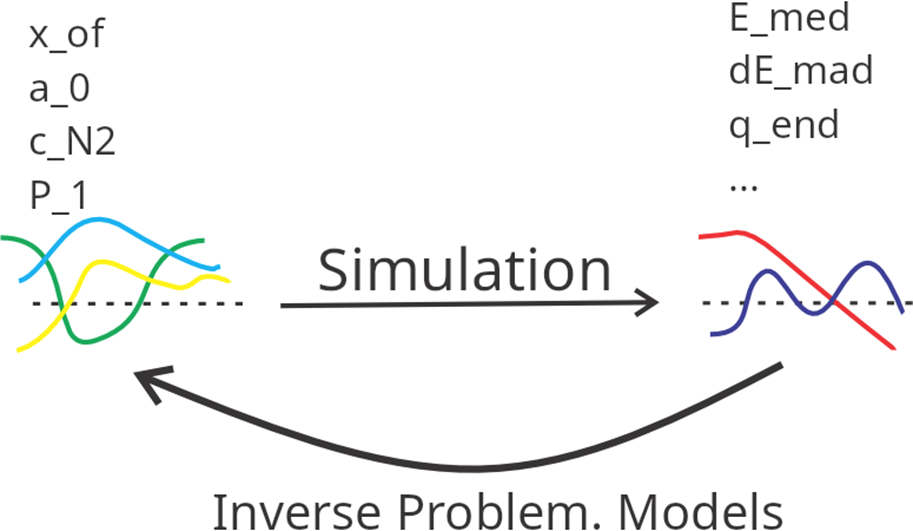 x_of
a_0
c_N2
P_1
E_med
dE_mad
q_end
...
Simulation
Inverse Problem. Models